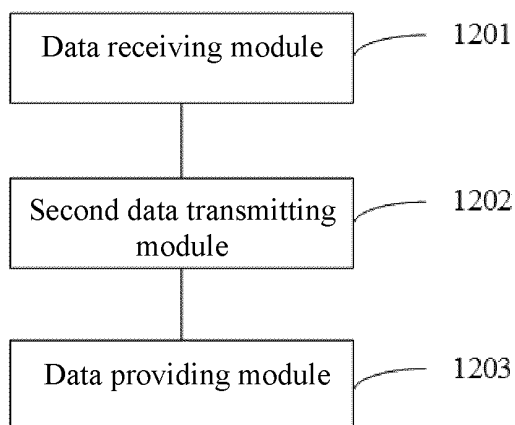 Data receiving module
1201
Second data transmitting
module
1202
Data providing module
1203